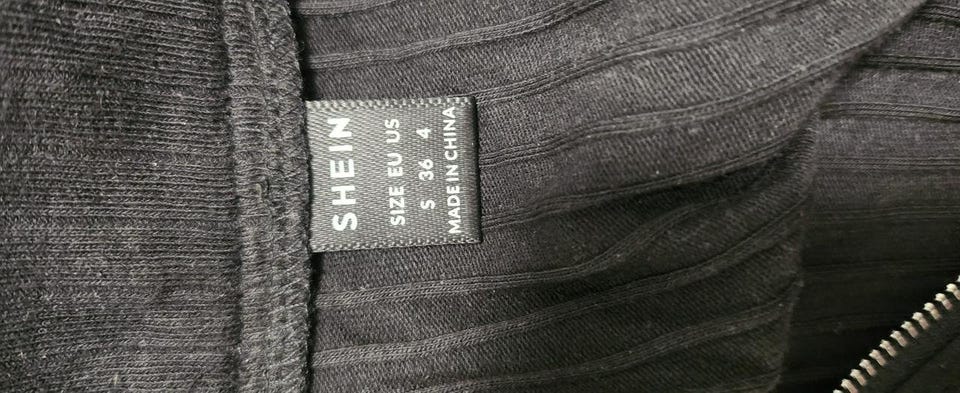 SHEIN
SIZE EU US
S 36 4
MADE IN CHINA